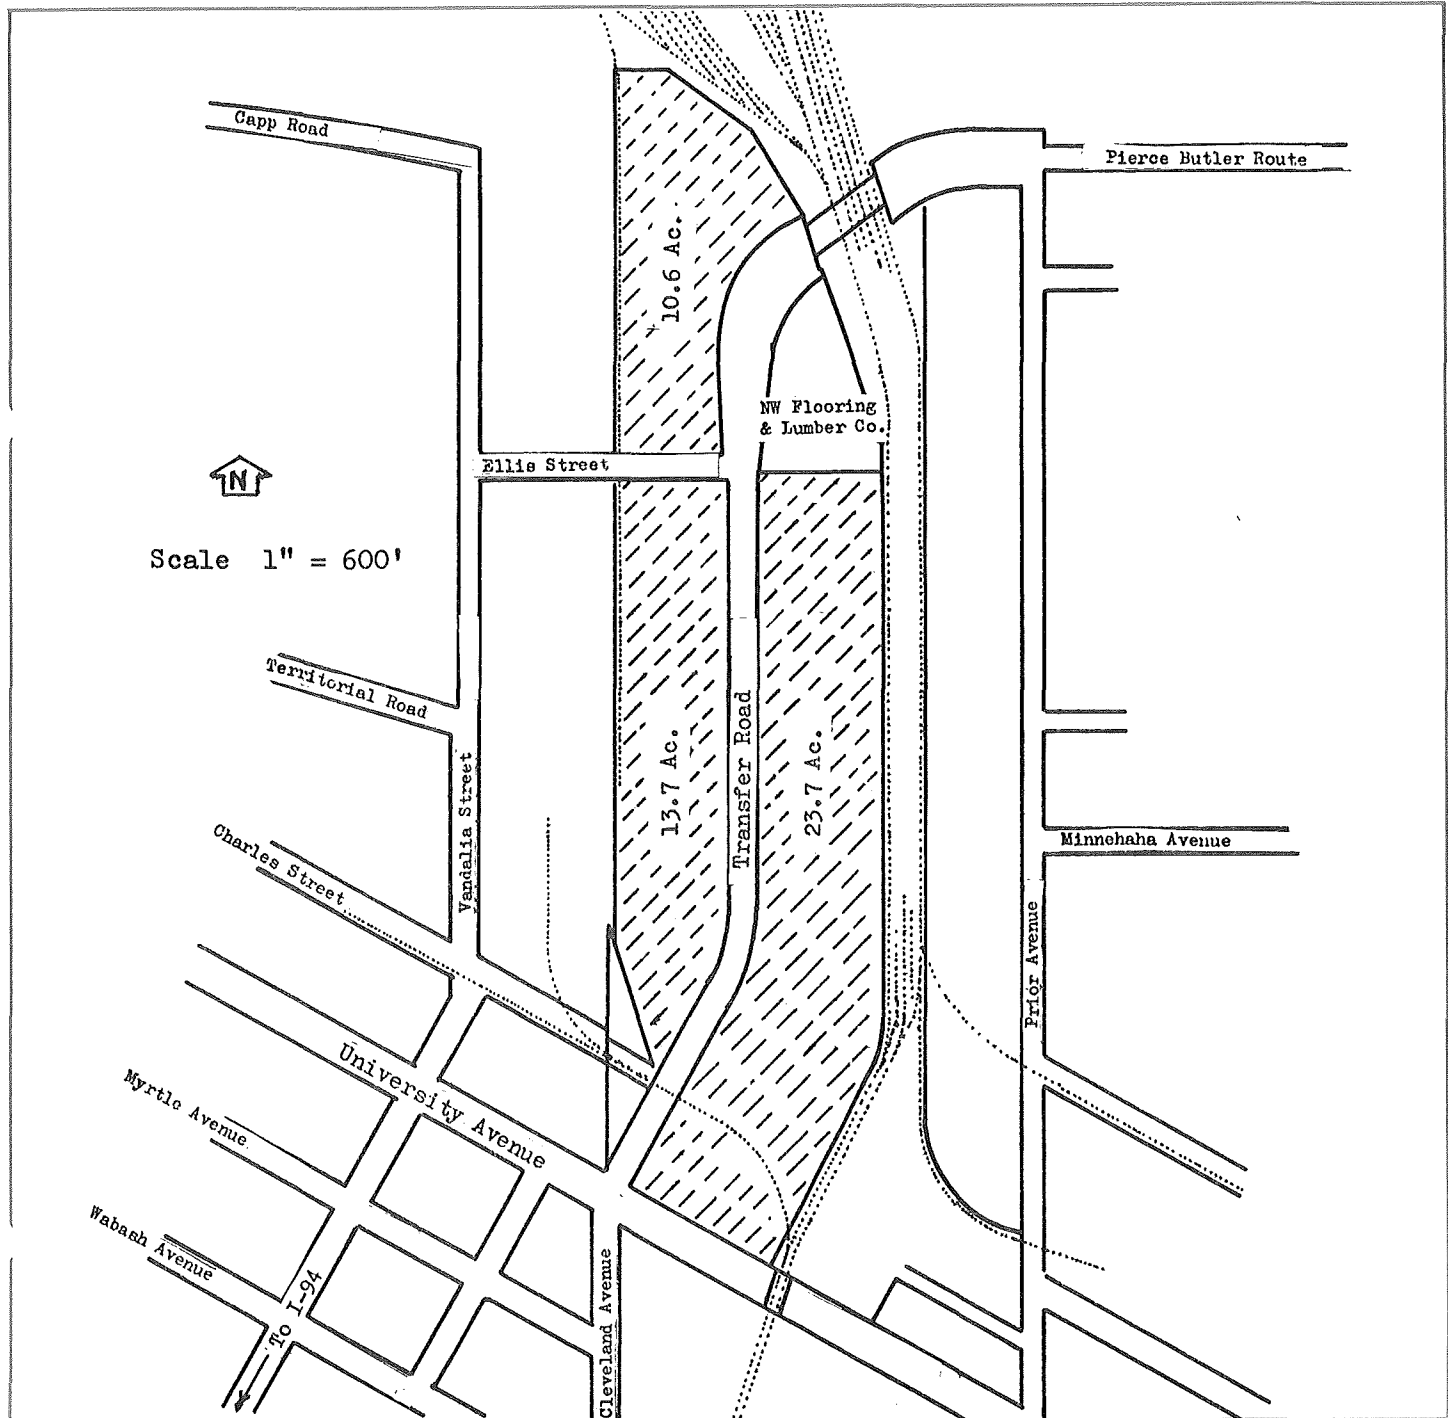 Capp Road
Pierce Butler Route
10.6 Ac.
NW Flooring
& Lumber Co.
Ellis Street
N
Scale 1" = 600'
Territorial Road
Transfer Road
13.7 Ac.
23.7 Ac.
Vandalia Street
Charles Street
Minnehaha Avenue
Prior Avenue
University Avenue
Myrtle Avenue
Wabash Avenue
To I-94
Cleveland Avenue